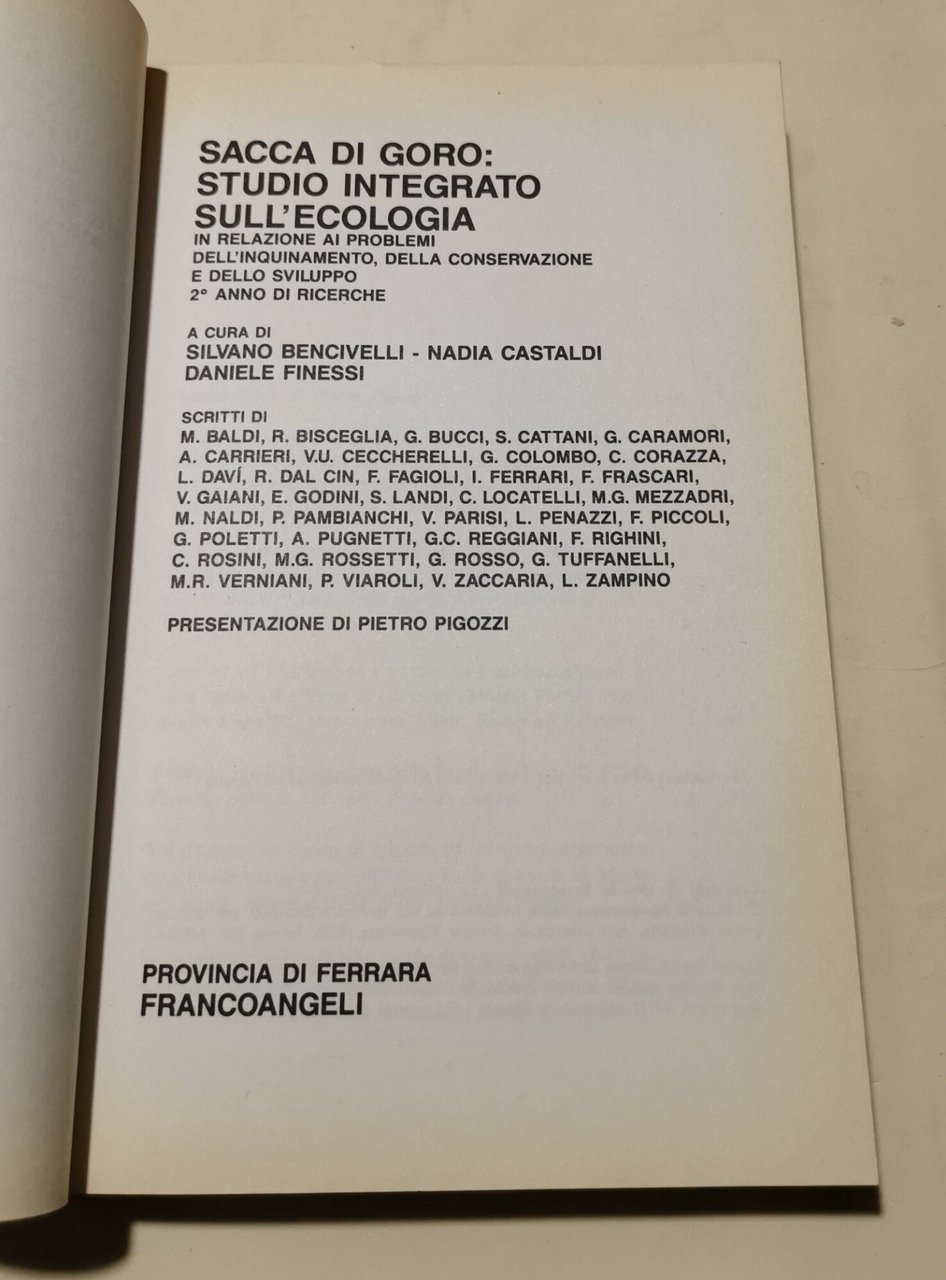 SACCA DI GORO:
STUDIO INTEGRATO
SULL'ECOLOGIA
IN RELAZIONE AI PROBLEMI
DELL'INQUINAMENTO, DELLA CONSERVAZIONE
E DELLO SVILUPPO
2° ANNO DI RICERCHE
A CURA DI
SILVANO BENCIVELLI - NADIA CASTALDI
DANIELE FINESSI
SCRITTI DI
M. BALDI, R. BISCEGLIA, G. BUCCI, S. CATTANI, G. CARAMORI,
A. CARRIERI, V.U. CECCHERELLI, G. COLOMBO, C. CORAZZA,
L. DAVÍ, R. DAL CIN, F. FAGIOLI, I. FERRARI, F. FRASCARI,
V. GAIANI, E. GODINI, S. LANDI, C. LOCATELLI, M.G. MEZZADRI,
M. NALDI, P. PAMBIANCHI, V. PARISI, L. PENAZZI, F. PICCOLI,
G. POLETTI, A. PUGNETTI, G.C. REGGIANI, F. RIGHINI,
C. ROSINI, M.G. ROSSETTI, G. ROSSO, G. TUFFANELLI,
M.R. VERNIANI, P. VIAROLI, V. ZACCARIA, L. ZAMPINO
PRESENTAZIONE DI PIETRO PIGOZZI
PROVINCIA DI FERRARA
FRANCOANGELI